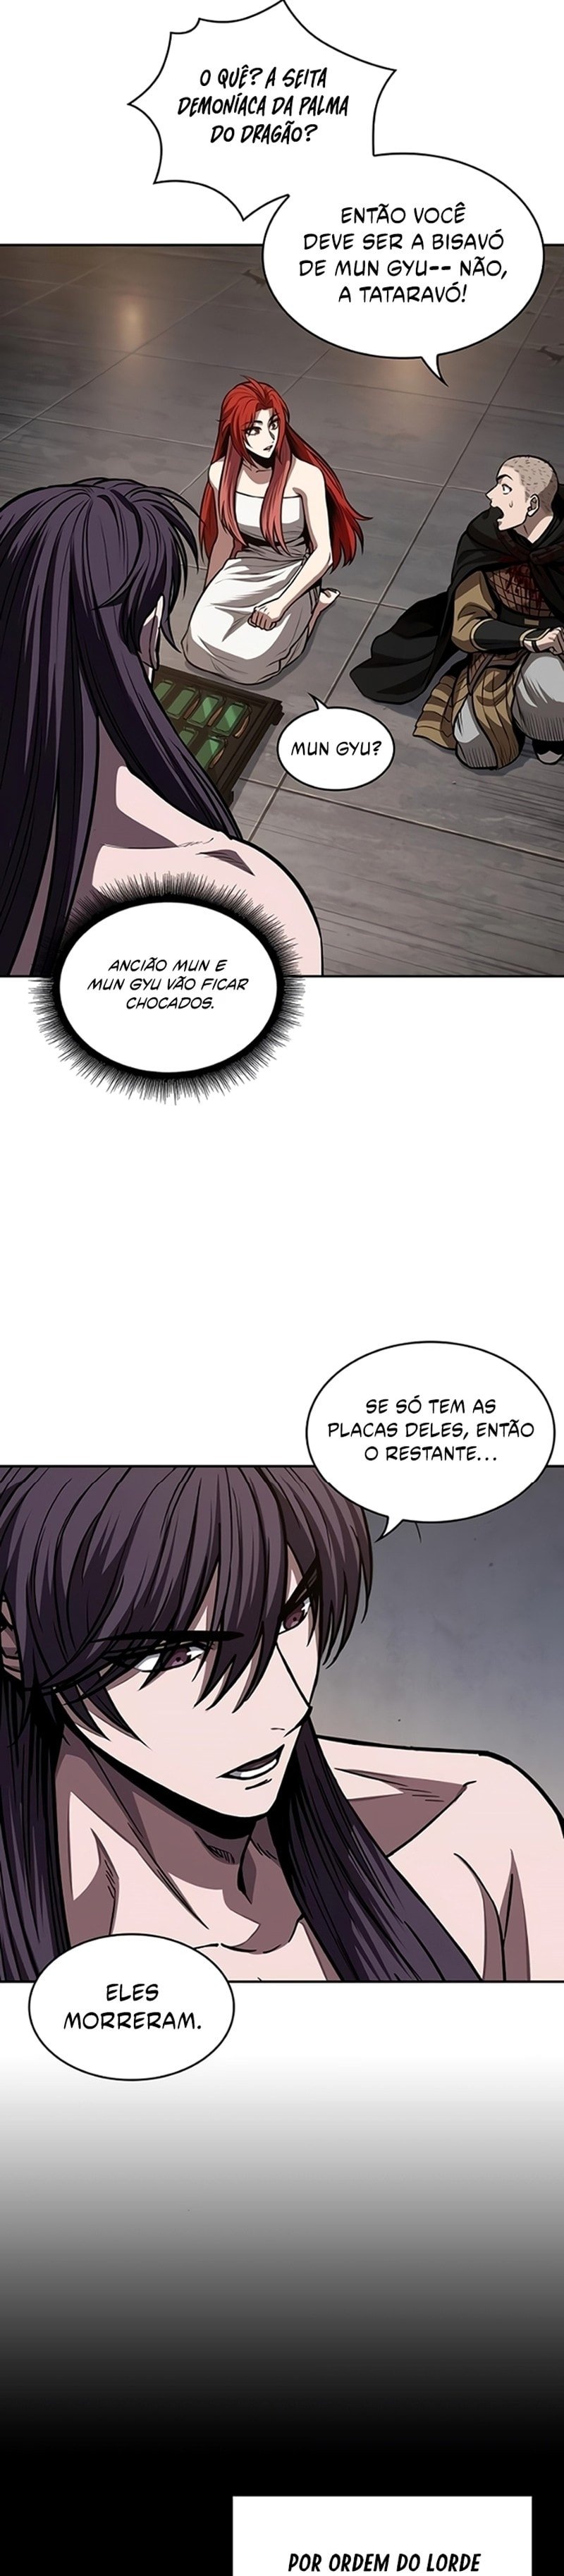 O QUÊ? A SEITA
DEMONÍACA DA PALMA
DO DRAGÃO?
ENTÃO VOCÊ
DEVE SER A BISAVÓ
DE MUN GYU-- NÃO,
A TATARAVÓ!
MUN GYU?
ANCIÃO MUN E
MUN GYU VÃO FICAR
CHOCADOS.
SE SÓ TEM AS
PLACAS DELES, ENTÃO
O RESTANTE...
ELES
MORRERAM.
POR ORDEM DO LORDE